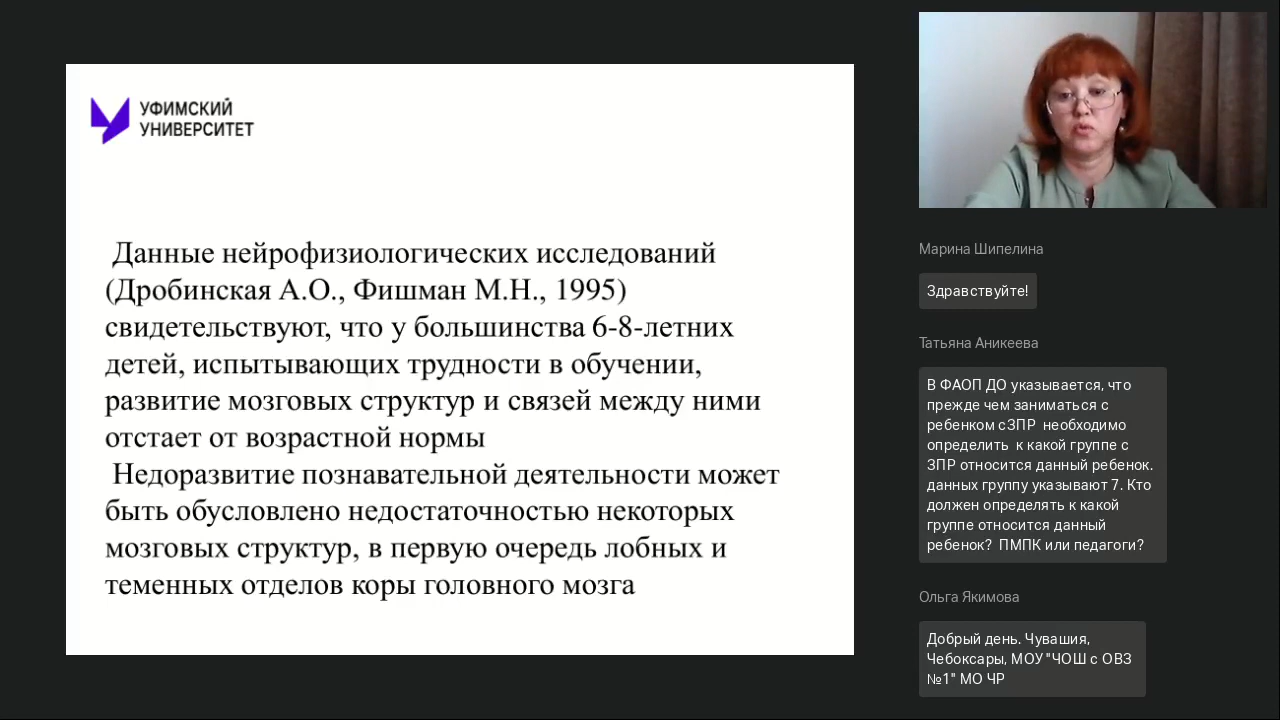 УФИМСКИЙ
УНИВЕРСИТЕТ
Данные нейрофизиологических исследований
(Дробинская А.О., Фишман М.Н., 1995)
свидетельствуют, что у большинства 6-8-летних
детей, испытывающих трудности в обучении,
развитие мозговых структур и связей между ними
отстает от возрастной нормы
Недоразвитие познавательной деятельности может
быть обусловлено недостаточностью некоторых
мозговых структур, в первую очередь лобных и
теменных отделов коры головного мозга
Марина Шипелина
Здравствуйте!
Татьяна Аникеева
В ФАОП ДО указывается, что
прежде чем заниматься с
ребенком сЗПР необходимо
определить к какой группе с
ЗПР относится данный ребенок.
данных группу указывают 7. Кто
должен определять к какой
группе относится данный
ребенок? ПМПК или педагоги?
Ольга Якимова
Добрый день. Чувашия,
Чебоксары, МОУ "ЧОШ с ОВЗ
№1" МО ЧР